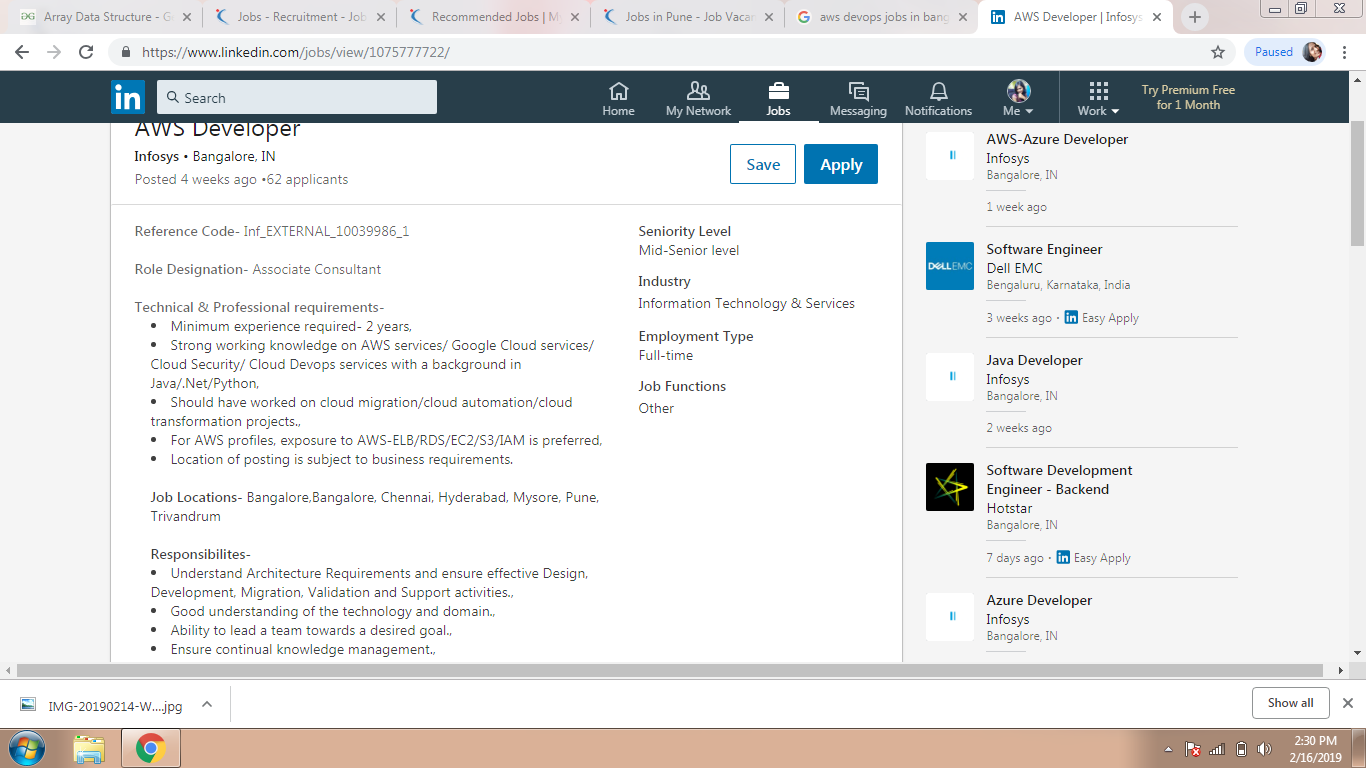 Array Data Structure - G
Jobs - Recruitment - Job
Recommended Jobs | My
Jobs in Pune - Job Vacan
aws devops jobs in bang
AWS Developer | Infosys
https://www.linkedin.com/jobs/view/1075777722/
Paused
in
Search
Home
My Network
Jobs
Messaging
Notifications
Me
Work
Try Premium Free
for 1 Month
AWS Developer
Infosys • Bangalore, IN
Posted 4 weeks ago •62 applicants
Save
Apply
Reference Code- Inf_EXTERNAL_10039986_1
Role Designation- Associate Consultant
Technical & Professional requirements-
• Minimum experience required- 2 years,
• Strong working knowledge on AWS services/ Google Cloud services/
Cloud Security/ Cloud Devops services with a background in
Java/.Net/Python,
• Should have worked on cloud migration/cloud automation/cloud
transformation projects.,
• For AWS profiles, exposure to AWS-ELB/RDS/EC2/S3/IAM is preferred,
• Location of posting is subject to business requirements.
Job Locations- Bangalore,Bangalore, Chennai, Hyderabad, Mysore, Pune,
Trivandrum
Responsibilites-
• Understand Architecture Requirements and ensure effective Design,
Development, Migration, Validation and Support activities.,
• Good understanding of the technology and domain.,
• Ability to lead a team towards a desired goal.,
• Ensure continual knowledge management.,
Seniority Level
Mid-Senior level
Industry
Information Technology & Services
Employment Type
Full-time
Job Functions
Other
AWS-Azure Developer
Infosys
Bangalore, IN
1 week ago
DELLEMC
Software Engineer
Dell EMC
Bengaluru, Karnataka, India
3 weeks ago · in Easy Apply
Java Developer
Infosys
Bangalore, IN
2 weeks ago
Software Development
Engineer - Backend
Hotstar
Bangalore, IN
7 days ago · in Easy Apply
Azure Developer
Infosys
Bangalore, IN
IMG-20190214-W....jpg
Show all
2:30 PM
2/16/2019